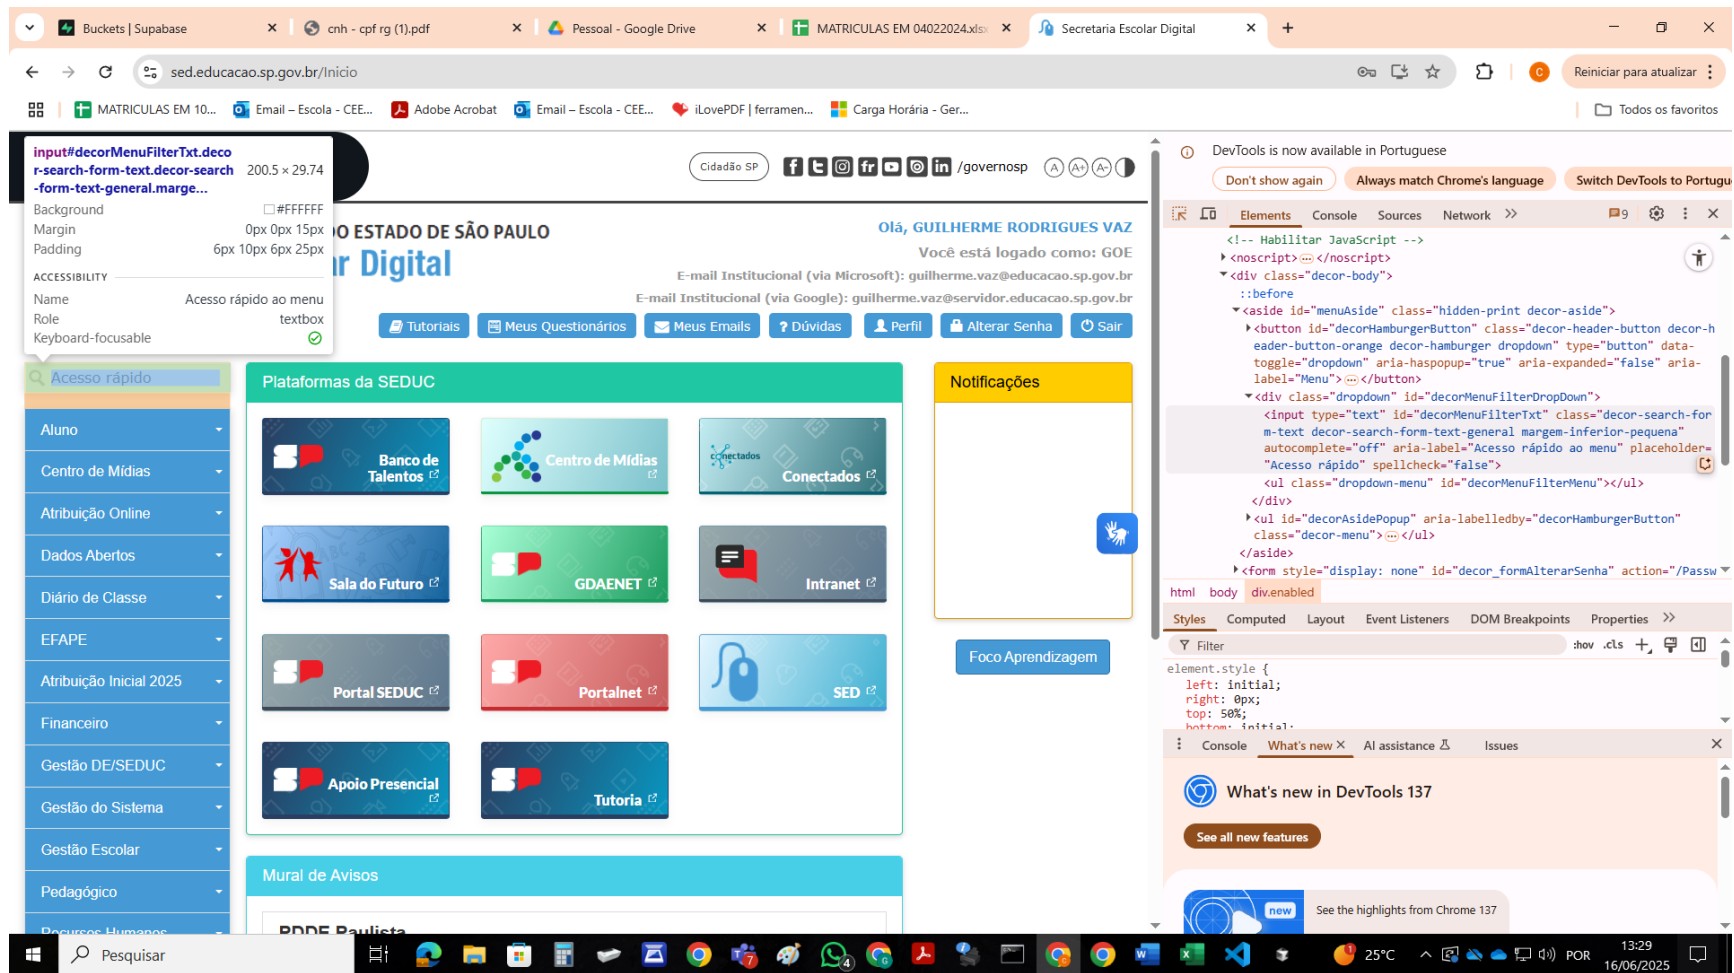 Buckets | Supabase
cnh - cpf rg (1).pdf
Pessoal - Google Drive
MATRICULAS EM 04022024.xlsx
Secretaria Escolar Digital
sed.educacao.sp.gov.br/Inicio
Reiniciar para atualizar
MATRICULAS EM 10...
Email – Escola - CEE...
Adobe Acrobat
Email – Escola - CEE...
iLovePDF | ferramen...
Carga Horária - Ger...
Todos os favoritos
input#decorMenuFilterTxt.deco
r-search-form-text.decor-search
-form-text-general.marge...
200.5 × 29.74
Background #FFFFFF
Margin 0px 0px 15px
Padding 6px 10px 6px 25px
ACCESSIBILITY
Name Acesso rápido ao menu
Role textbox
Keyboard-focusable
Cidadão SP
/governosp
A A+ A-
O ESTADO DE SÃO PAULO
r Digital
Olá, GUILHERME RODRIGUES VAZ
Você está logado como: GOE
E-mail Institucional (via Microsoft): guilherme.vaz@educacao.sp.gov.br
E-mail Institucional (via Google): guilherme.vaz@servidor.educacao.sp.gov.br
Tutoriais
Meus Questionários
Meus Emails
? Dúvidas
Perfil
Alterar Senha
Sair
Acesso rápido
Aluno
Centro de Mídias
Atribuição Online
Dados Abertos
Diário de Classe
EFAPE
Atribuição Inicial 2025
Financeiro
Gestão DE/SEDUC
Gestão do Sistema
Gestão Escolar
Pedagógico
Recursos Humanos
Plataformas da SEDUC
Banco de
Talentos
Centro de Mídias
conectados
Conectados
Sala do Futuro
GDAENET
Intranet
Portal SEDUC
Portalnet
SED
Apoio Presencial
Tutoria
Mural de Avisos
PDDE Paulista
Notificações
Foco Aprendizagem
DevTools is now available in Portuguese
Don't show again
Always match Chrome's language
Switch DevTools to Portugu
Elements
Console
Sources
Network
9
<!-- Habilitar JavaScript -->
<noscript>…</noscript>
<div class="decor-body">
::before
<aside id="menuAside" class="hidden-print decor-aside">
<button id="decorHamburgerButton" class="decor-header-button decor-h
eader-button-orange decor-hamburger dropdown" type="button" data-
toggle="dropdown" aria-haspopup="true" aria-expanded="false" aria-
label="Menu">…</button>
<div class="dropdown" id="decorMenuFilterDropDown">
<input type="text" id="decorMenuFilterTxt" class="decor-search-for
m-text decor-search-form-text-general margem-inferior-pequena"
autocomplete="off" aria-label="Acesso rápido ao menu" placeholder=
"Acesso rápido" spellcheck="false">
<ul class="dropdown-menu" id="decorMenuFilterMenu"></ul>
</div>
<ul id="decorAsidePopup" aria-labelledby="decorHamburgerButton"
class="decor-menu">…</ul>
</aside>
<form style="display: none" id="decor_formAlterarSenha" action="/Passw
html body div.enabled
Styles
Computed
Layout
Event Listeners
DOM Breakpoints
Properties
Filter
:hov .cls
element.style {
left: initial;
right: 0px;
top: 50%;
bottom: initial;
Console
What's new
AI assistance
Issues
What's new in DevTools 137
See all new features
new
See the highlights from Chrome 137
Pesquisar
7
4
25°C
POR
13:29
16/06/2025